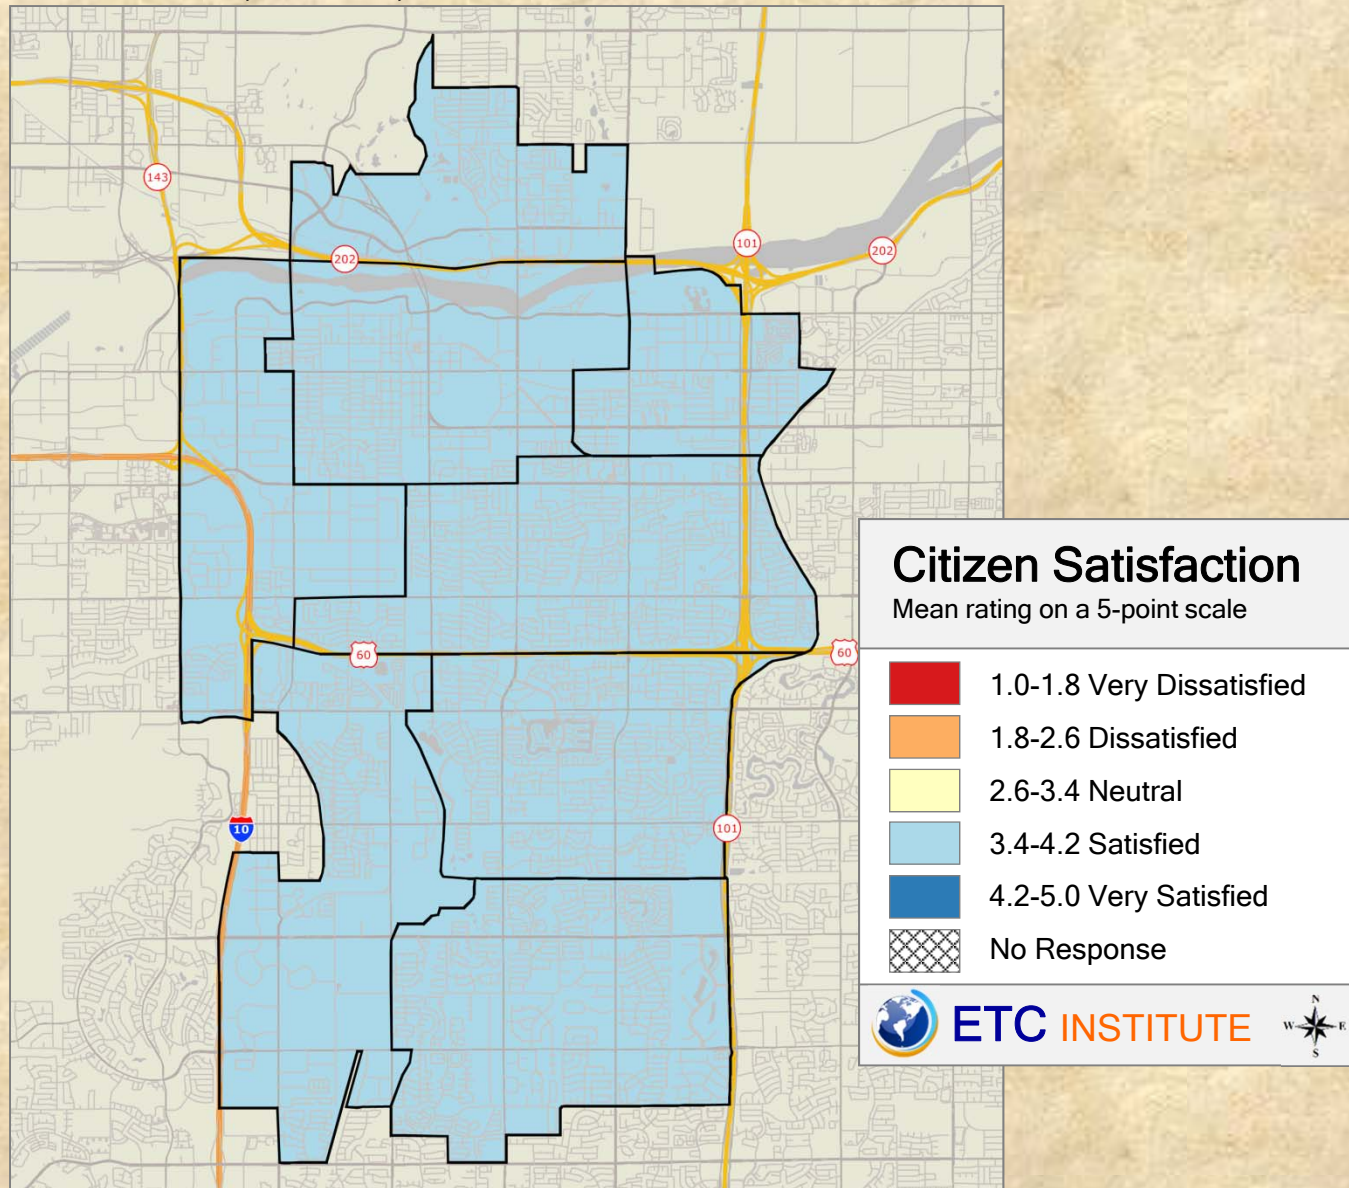 143
202
101
202
60
60
10
101
Citizen Satisfaction
Mean rating on a 5-point scale
1.0-1.8 Very Dissatisfied
1.8-2.6 Dissatisfied
2.6-3.4 Neutral
3.4-4.2 Satisfied
4.2-5.0 Very Satisfied
No Response
ETC INSTITUTE
N
W E
S